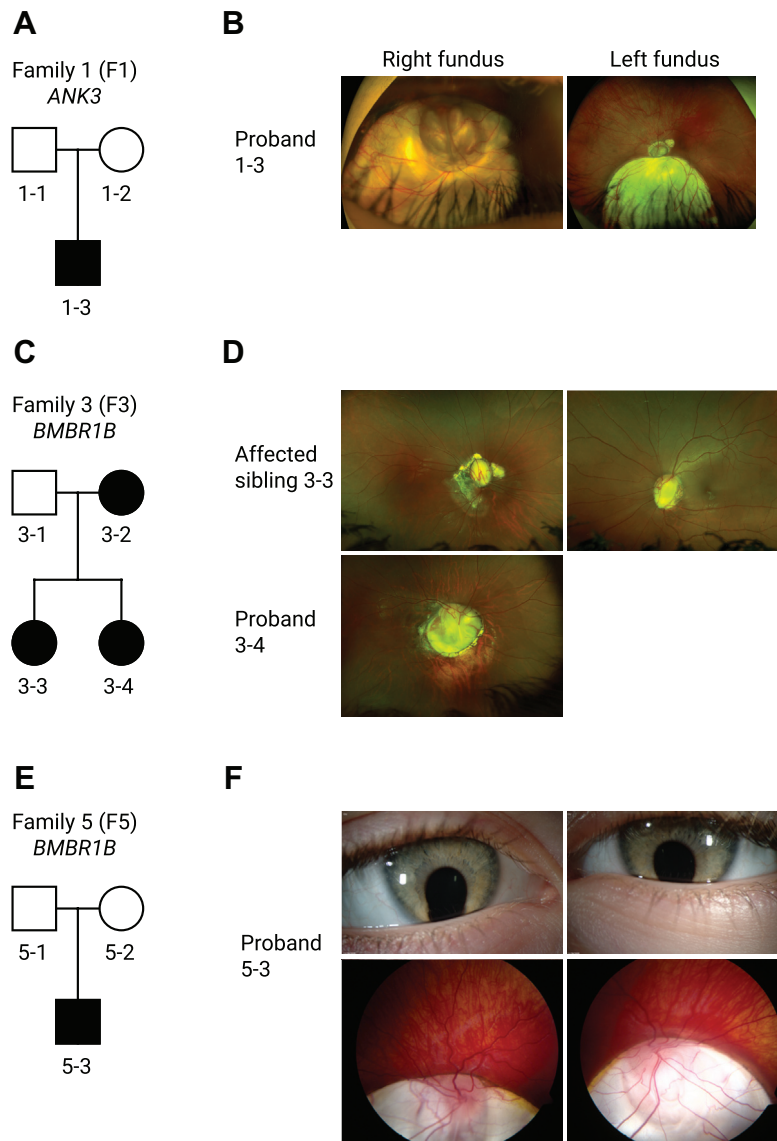 A
B
Family 1 (F1)
ANK3
Right fundus
Left fundus
Proband
1-3
1-1
1-2
1-3
C
D
Family 3 (F3)
BMBR1B
Affected
sibling 3-3
3-1
3-2
Proband
3-4
3-3
3-4
E
F
Family 5 (F5)
BMBR1B
5-1
5-2
Proband
5-3
5-3